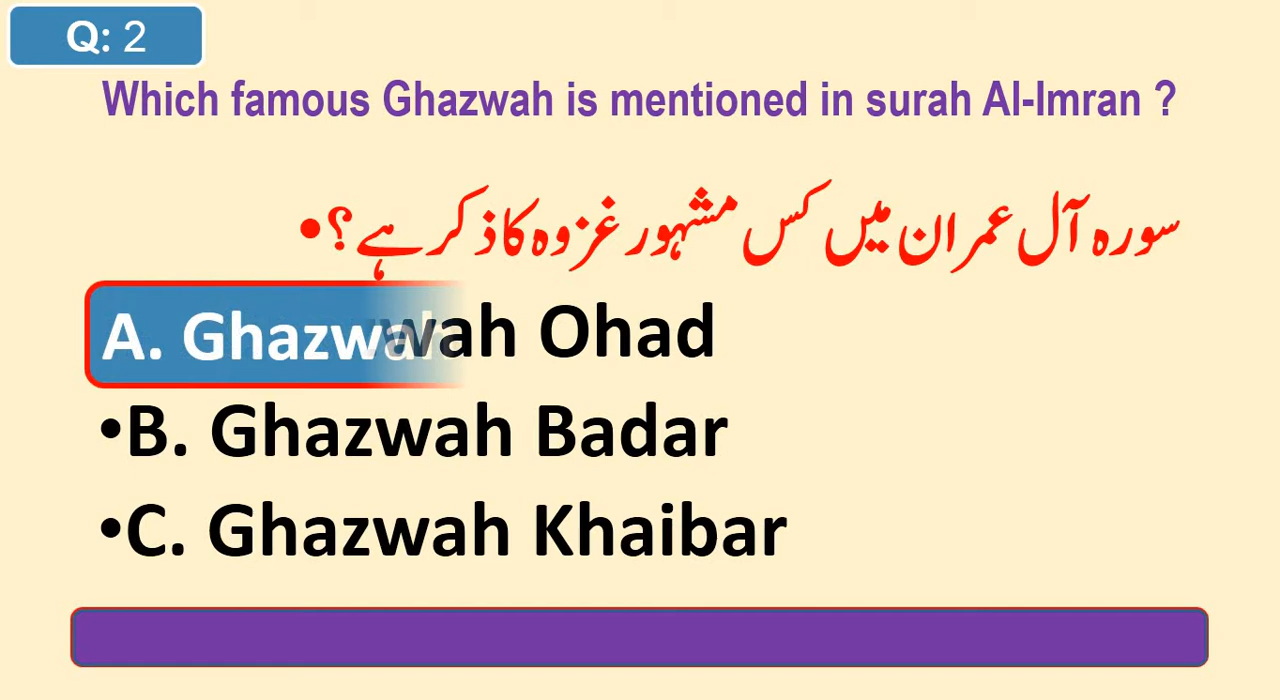 Q: 2
Which famous Ghazwah is mentioned in surah Al-Imran ?
سورہ آل عمران میں کس مشہور غزوہ کا ذکر ہے؟•
A. Ghazwah Ohad
•B. Ghazwah Badar
•C. Ghazwah Khaibar